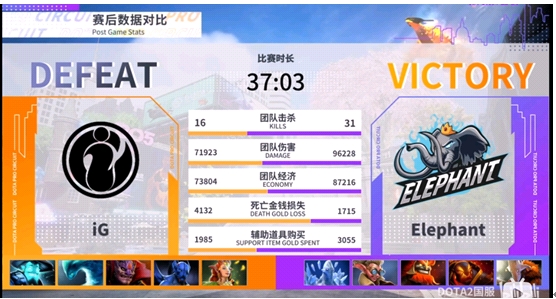 赛后数据对比
Post Game Stats
比赛时长
DEFEAT
37:03
VICTORY
16
团队击杀
KILLS
31
71923
团队伤害
DAMAGE
96228
73804
团队经济
ECONOMY
87216
4132
死亡金钱损失
DEATH GOLD LOSS
1715
1985
辅助道具购买
SUPPORT ITEM GOLD SPENT
3055
iG
ELEPHANT
Elephant
DOTA2国服